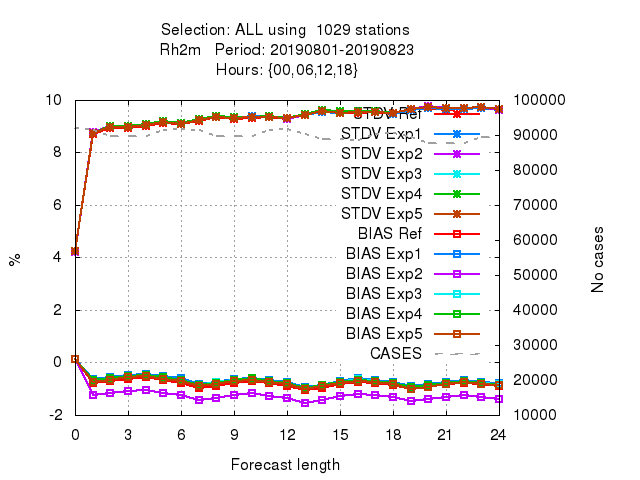 Selection: ALL using 1029 stations
Rh2m Period: 20190801-20190823
Hours: {00,06,12,18}
10 100000
90000
8 80000
70000
6 60000
% No cases
50000
4 40000
2 30000
0 20000
-2 10000
STDV Ref
STDV Exp1
STDV Exp2
STDV Exp3
STDV Exp4
STDV Exp5
BIAS Ref
BIAS Exp1
BIAS Exp2
BIAS Exp3
BIAS Exp4
BIAS Exp5
CASES
0 3 6 9 12 15 18 21 24
Forecast length